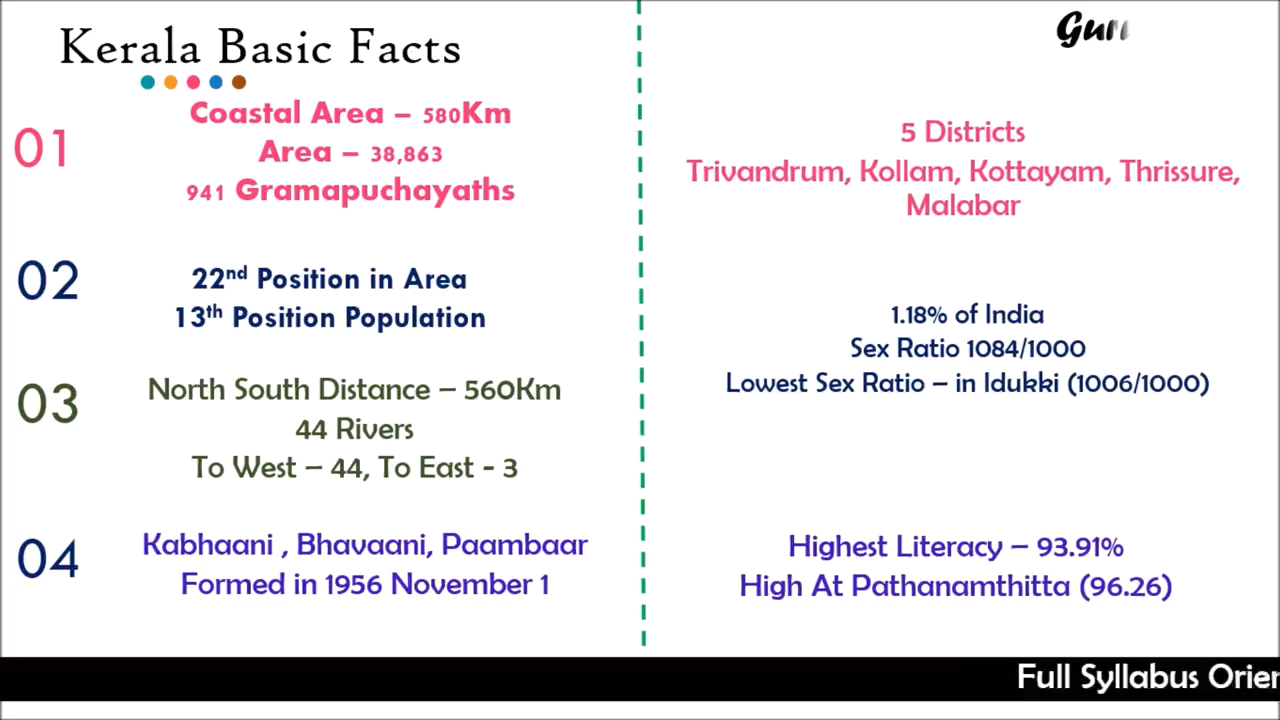 Kerala Basic Facts
01
Coastal Area – 580Km
Area – 38,863
941 Gramapuchayaths
02
22nd Position in Area
13th Position Population
03
North South Distance – 560Km
44 Rivers
To West – 44, To East - 3
04
Kabhaani , Bhavaani, Paambaar
Formed in 1956 November 1
5 Districts
Trivandrum, Kollam, Kottayam, Thrissure,
Malabar
1.18% of India
Sex Ratio 1084/1000
Lowest Sex Ratio – in Idukki (1006/1000)
Highest Literacy – 93.91%
High At Pathanamthitta (96.26)
Full Syllabus Orien